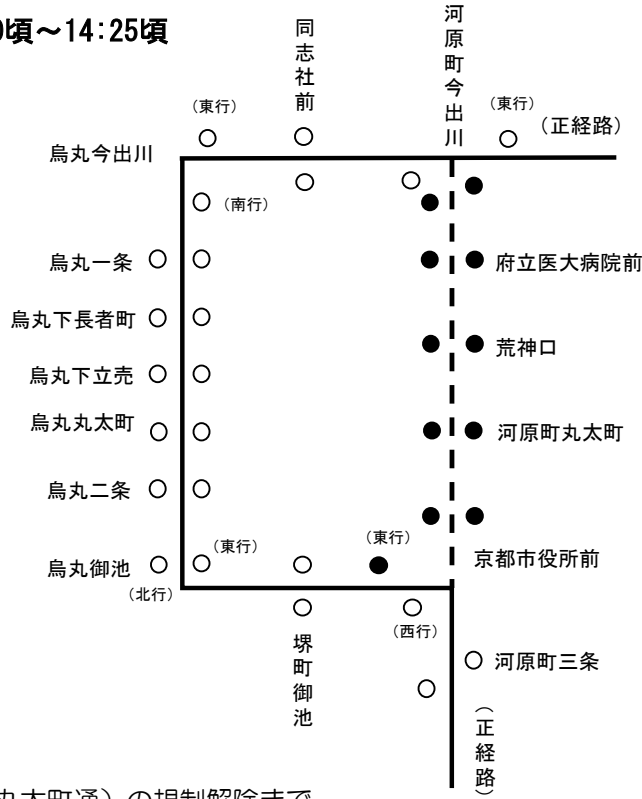 頃~14:25頃
同志社前
河原町今出川
(東行)
(東行)
(正経路)
烏丸今出川
(南行)
烏丸一条
府立医大病院前
烏丸下長者町
荒神口
烏丸下立売
烏丸丸太町
河原町丸太町
烏丸二条
(東行)
(東行)
京都市役所前
烏丸御池
(北行)
(西行)
堺町御池
河原町三条
(正経路)
丸太町通)の規制解除まで